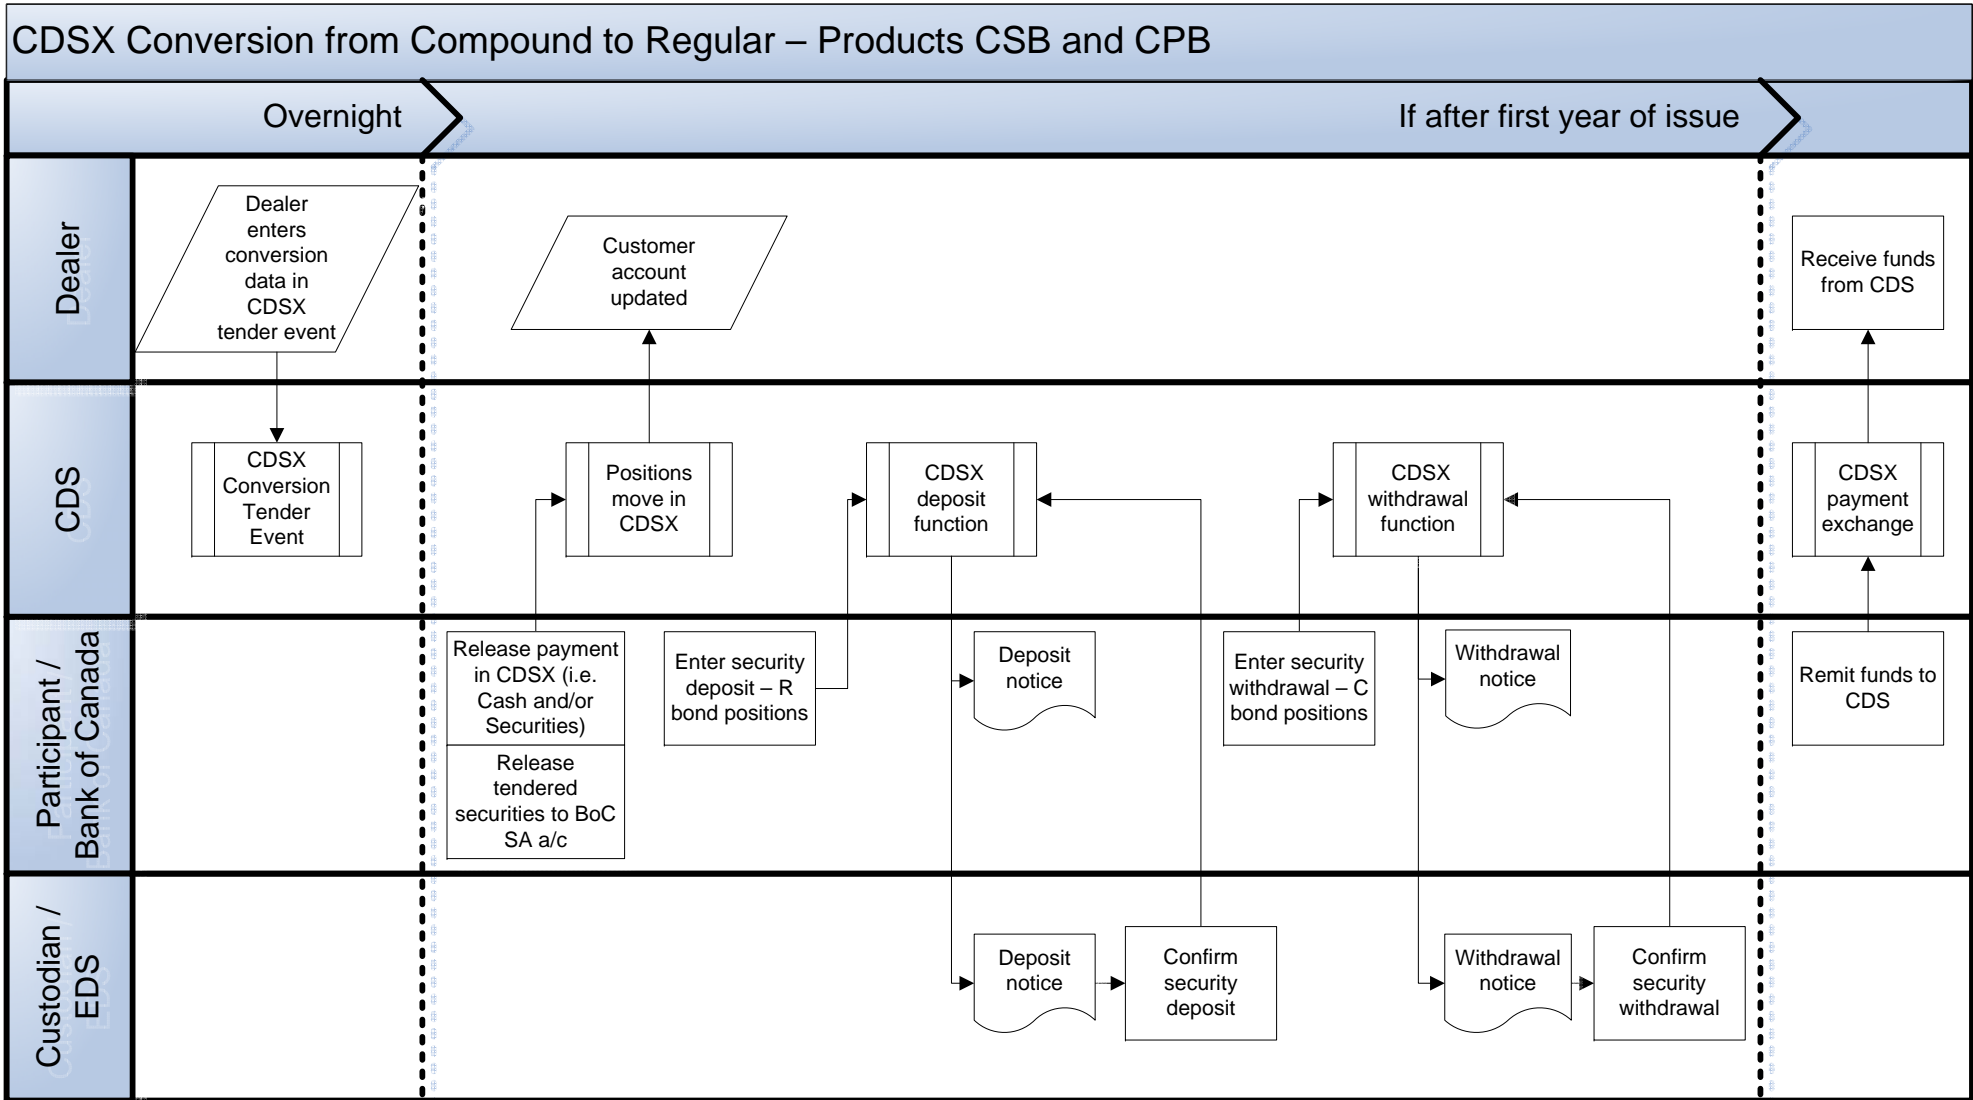 CDSX Conversion from Compound to Regular – Products CSB and CPB
Overnight
If after first year of issue
Dealer
Dealer
enters
conversion
data in
CDSX
tender event
Customer
account
updated
Receive funds
from CDS
CDS
CDSX
Conversion
Tender
Event
Positions
move in
CDSX
CDSX
deposit
function
CDSX
withdrawal
function
CDSX
payment
exchange
Participant /
Bank of Canada
Release payment
in CDSX (i.e.
Cash and/or
Securities)
Release
tendered
securities to BoC
SA a/c
Enter security
deposit – R
bond positions
Deposit
notice
Enter security
withdrawal – C
bond positions
Withdrawal
notice
Remit funds to
CDS
Custodian /
EDS
Deposit
notice
Confirm
security
deposit
Withdrawal
notice
Confirm
security
withdrawal